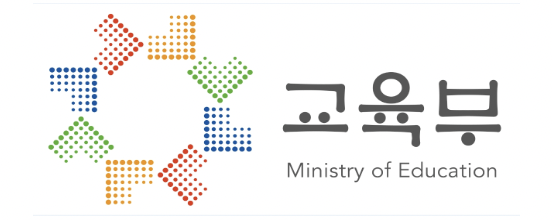 교육부
Ministry of Education